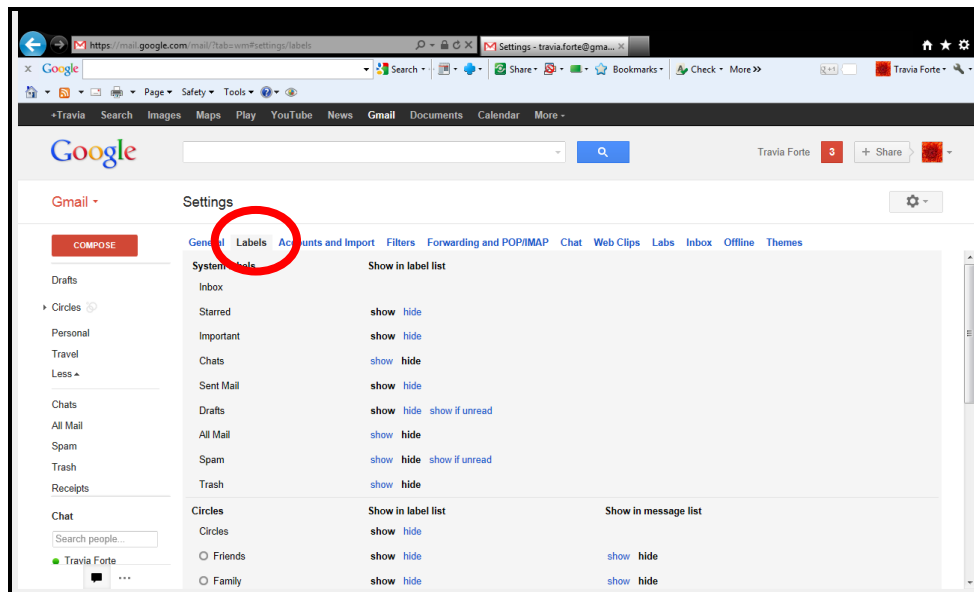 https://mail.google.com/mail/?tab=wm#settings/labels Settings - travia.forte@gma...
x Google Search Share Bookmarks Check More >> +1 Travia Forte
Page Safety Tools
+Travia Search Images Maps Play YouTube News Gmail Documents Calendar More
Google Travia Forte 3 + Share
Gmail Settings
COMPOSE General Labels Accounts and Import Filters Forwarding and POP/IMAP Chat Web Clips Labs Inbox Offline Themes
System labels Show in label list
Drafts Inbox
Circles Starred show hide
Personal Important show hide
Travel Chats show hide
Less Sent Mail show hide
Chats Drafts show hide show if unread
All Mail All Mail show hide
Spam Spam show hide show if unread
Trash Trash show hide
Receipts
Chat Circles Show in label list Show in message list
Search people... Circles show hide
Travia Forte Friends show hide show hide
... Family show hide show hide